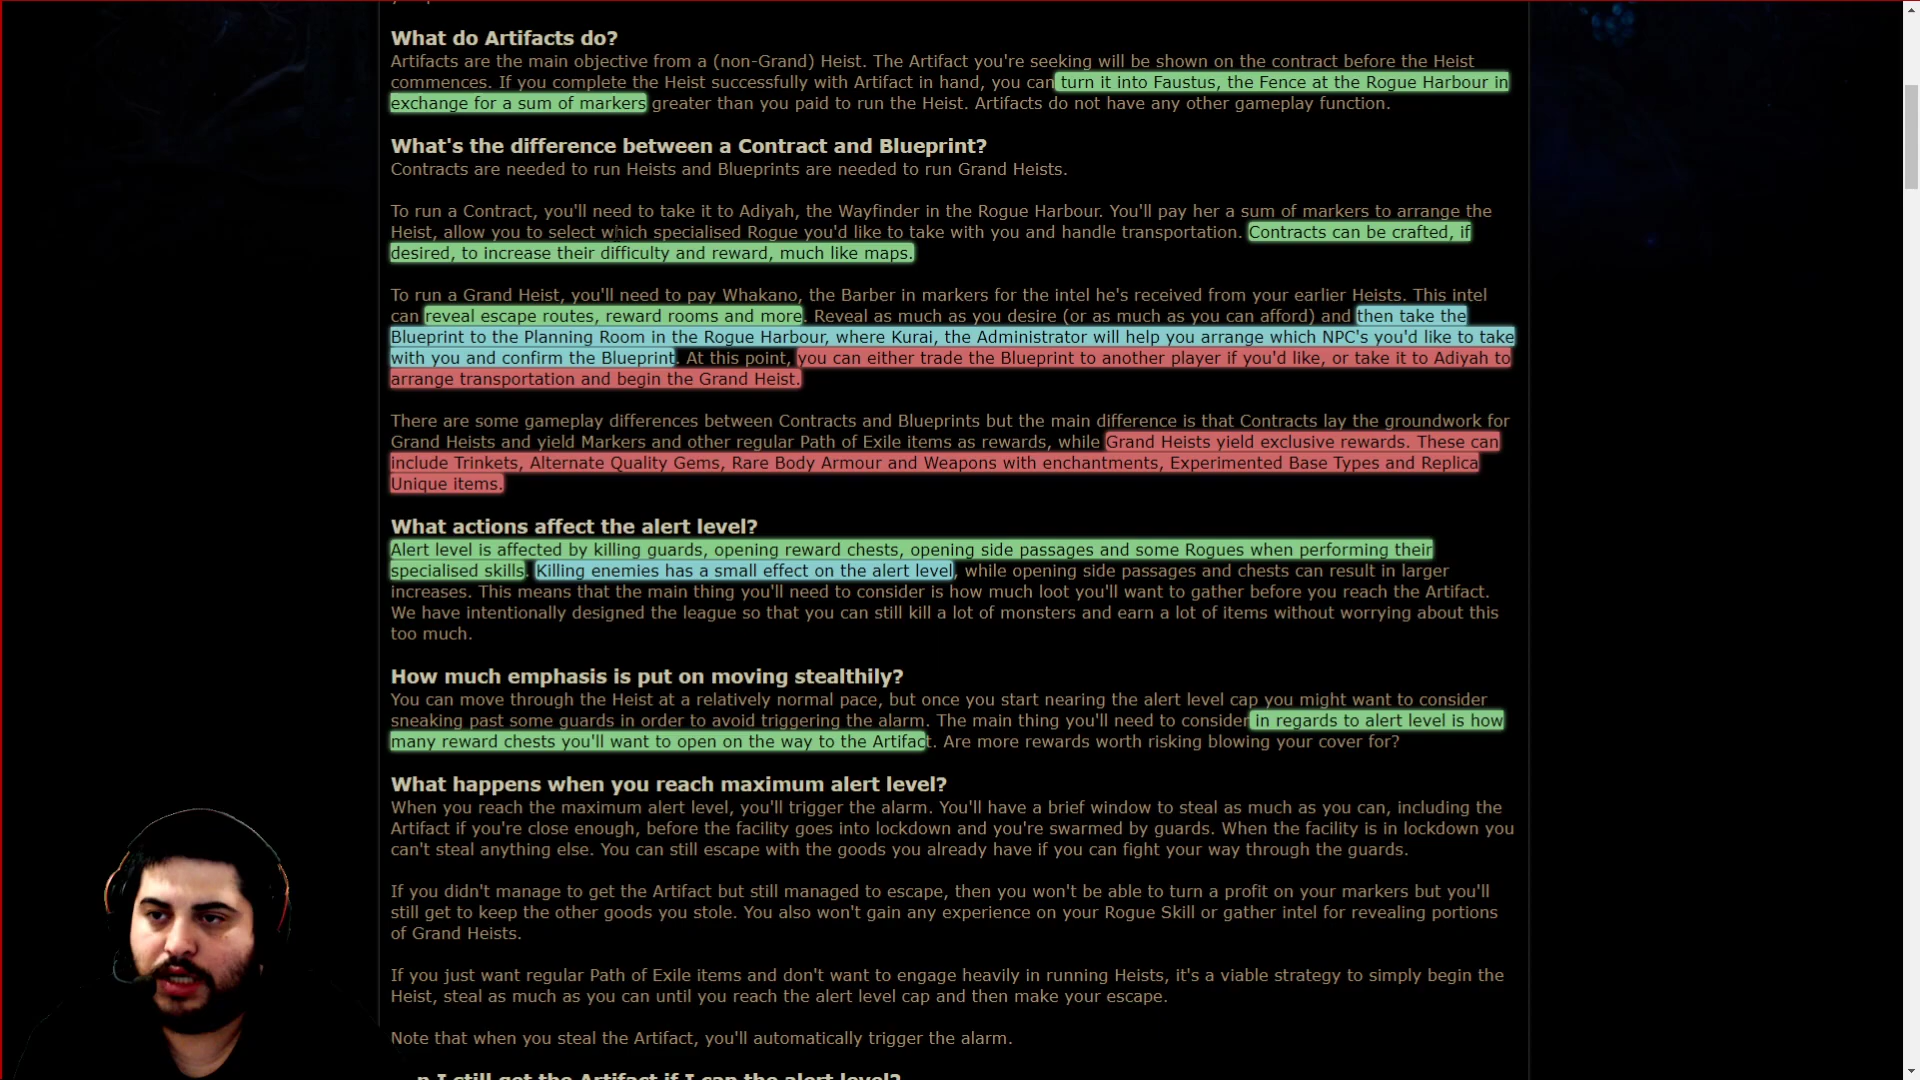 What do Artifacts do?
Artifacts are the main objective from a (non-Grand) Heist. The Artifact you're seeking will be shown on the contract before the Heist
commences. If you complete the Heist successfully with Artifact in hand, you can turn it into Faustus, the Fence at the Rogue Harbour in
exchange for a sum of markers greater than you paid to run the Heist. Artifacts do not have any other gameplay function.
What's the difference between a Contract and Blueprint?
Contracts are needed to run Heists and Blueprints are needed to run Grand Heists.
To run a Contract, you'll need to take it to Adiyah, the Wayfinder in the Rogue Harbour. You'll pay her a sum of markers to arrange the
Heist, allow you to select which specialised Rogue you'd like to take with you and handle transportation. Contracts can be crafted, if
desired, to increase their difficulty and reward, much like maps.
To run a Grand Heist, you'll need to pay Whakano, the Barber in markers for the intel he's received from your earlier Heists. This intel
can reveal escape routes, reward rooms and more. Reveal as much as you desire (or as much as you can afford) and then take the
Blueprint to the Planning Room in the Rogue Harbour, where Kurai, the Administrator will help you arrange which NPC's you'd like to take
with you and confirm the Blueprint. At this point, you can either trade the Blueprint to another player if you'd like, or take it to Adiyah to
arrange transportation and begin the Grand Heist.
There are some gameplay differences between Contracts and Blueprints but the main difference is that Contracts lay the groundwork for
Grand Heists and yield Markers and other regular Path of Exile items as rewards, while Grand Heists yield exclusive rewards. These can
include Trinkets, Alternate Quality Gems, Rare Body Armour and Weapons with enchantments, Experimented Base Types and Replica
Unique items.
What actions affect the alert level?
Alert level is affected by killing guards, opening reward chests, opening side passages and some Rogues when performing their
specialised skills. Killing enemies has a small effect on the alert level, while opening side passages and chests can result in larger
increases. This means that the main thing you'll need to consider is how much loot you'll want to gather before you reach the Artifact.
We have intentionally designed the league so that you can still kill a lot of monsters and earn a lot of items without worrying about this
too much.
How much emphasis is put on moving stealthily?
You can move through the Heist at a relatively normal pace, but once you start nearing the alert level cap you might want to consider
sneaking past some guards in order to avoid triggering the alarm. The main thing you'll need to consider in regards to alert level is how
many reward chests you'll want to open on the way to the Artifact. Are more rewards worth risking blowing your cover for?
What happens when you reach maximum alert level?
When you reach the maximum alert level, you'll trigger the alarm. You'll have a brief window to steal as much as you can, including the
Artifact if you're close enough, before the facility goes into lockdown and you're swarmed by guards. When the facility is in lockdown you
can't steal anything else. You can still escape with the goods you already have if you can fight your way through the guards.
If you didn't manage to get the Artifact but still managed to escape, then you won't be able to turn a profit on your markers but you'll
still get to keep the other goods you stole. You also won't gain any experience on your Rogue Skill or gather intel for revealing portions
of Grand Heists.
If you just want regular Path of Exile items and don't want to engage heavily in running Heists, it's a viable strategy to simply begin the
Heist, steal as much as you can until you reach the alert level cap and then make your escape.
Note that when you steal the Artifact, you'll automatically trigger the alarm.
n I still get the Artifact if I cap the alert level?